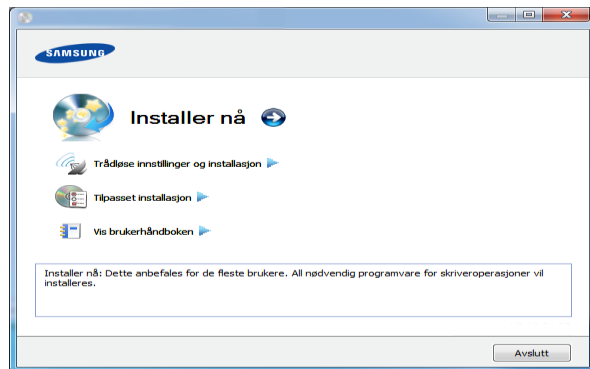 SAMSUNG
Installer nå
Trådløse innstillinger og installasjon
Tilpasset installasjon
Vis brukerhåndboken
Installer nå: Dette anbefales for de fleste brukere. All nødvendig programvare for skriveroperasjoner vil
installeres.
Avslutt